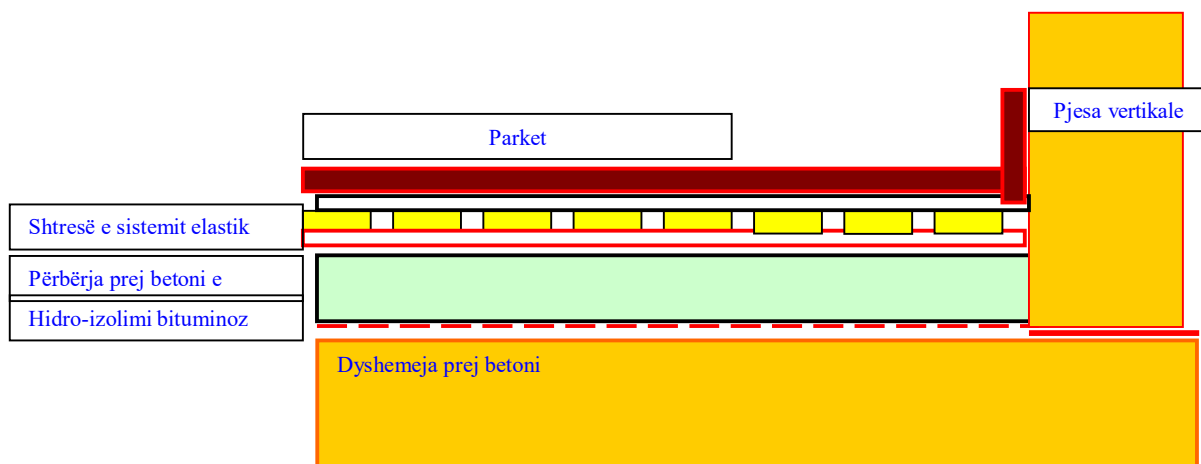 Parket
Pjesa vertikale
Shtresë e sistemit elastik
Përbërja prej betoni e
Hidro-izolimi bituminoz
Dyshemeja prej betoni